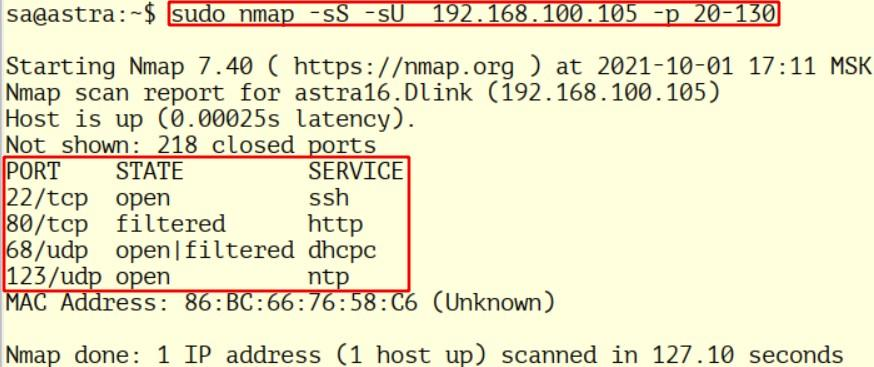 sa@astra:~$ sudo nmap -sS -sU  192.168.100.105 -p 20-130
Starting Nmap 7.40 ( https://nmap.org ) at 2021-10-01 17:11 MSK
Nmap scan report for astra16.Dlink (192.168.100.105)
Host is up (0.00025s latency).
Not shown: 218 closed ports
PORT    STATE         SERVICE
22/tcp  open          ssh
80/tcp  filtered      http
68/udp  open|filtered dhcpc
123/udp open          ntp
MAC Address: 86:BC:66:76:58:C6 (Unknown)
Nmap done: 1 IP address (1 host up) scanned in 127.10 seconds